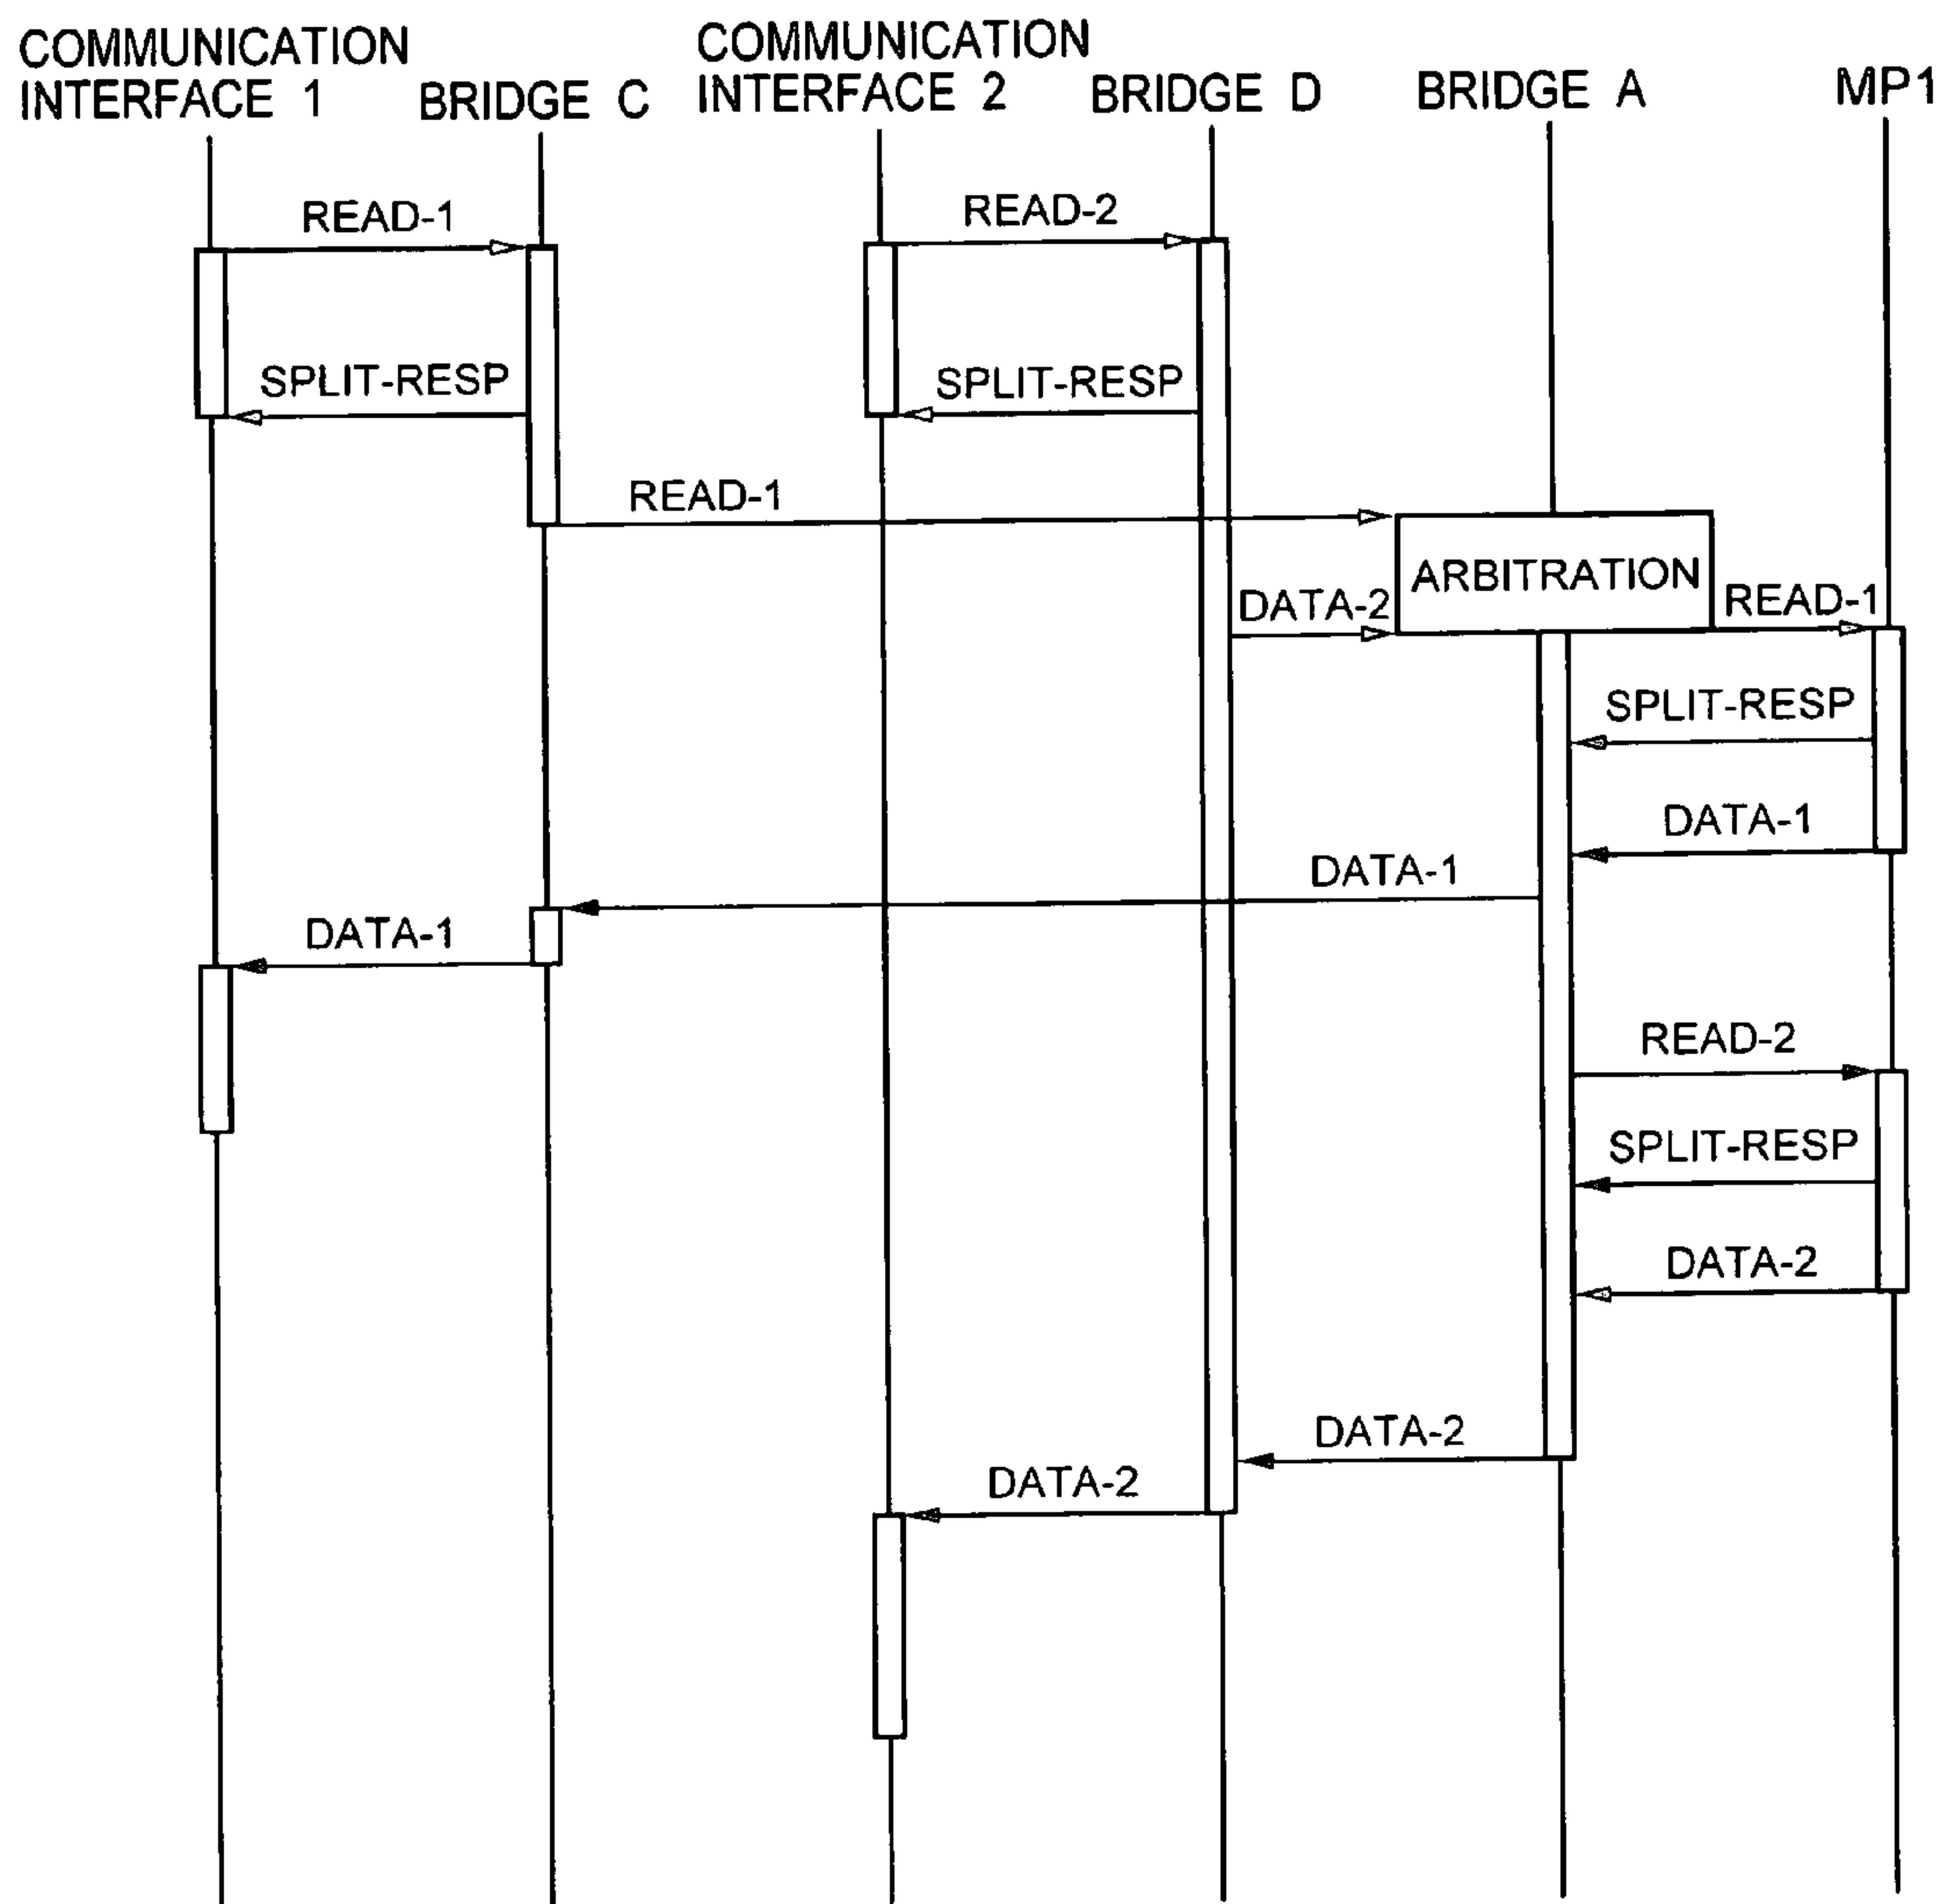 COMMUNICATION
INTERFACE 1
BRIDGE C
COMMUNICATION
INTERFACE 2
BRIDGE D
BRIDGE A
MP1
READ-1
READ-2
SPLIT-RESP
SPLIT-RESP
READ-1
ARBITRATION
DATA-2
READ-1
SPLIT-RESP
DATA-1
DATA-1
DATA-1
READ-2
SPLIT-RESP
DATA-2
DATA-2
DATA-2